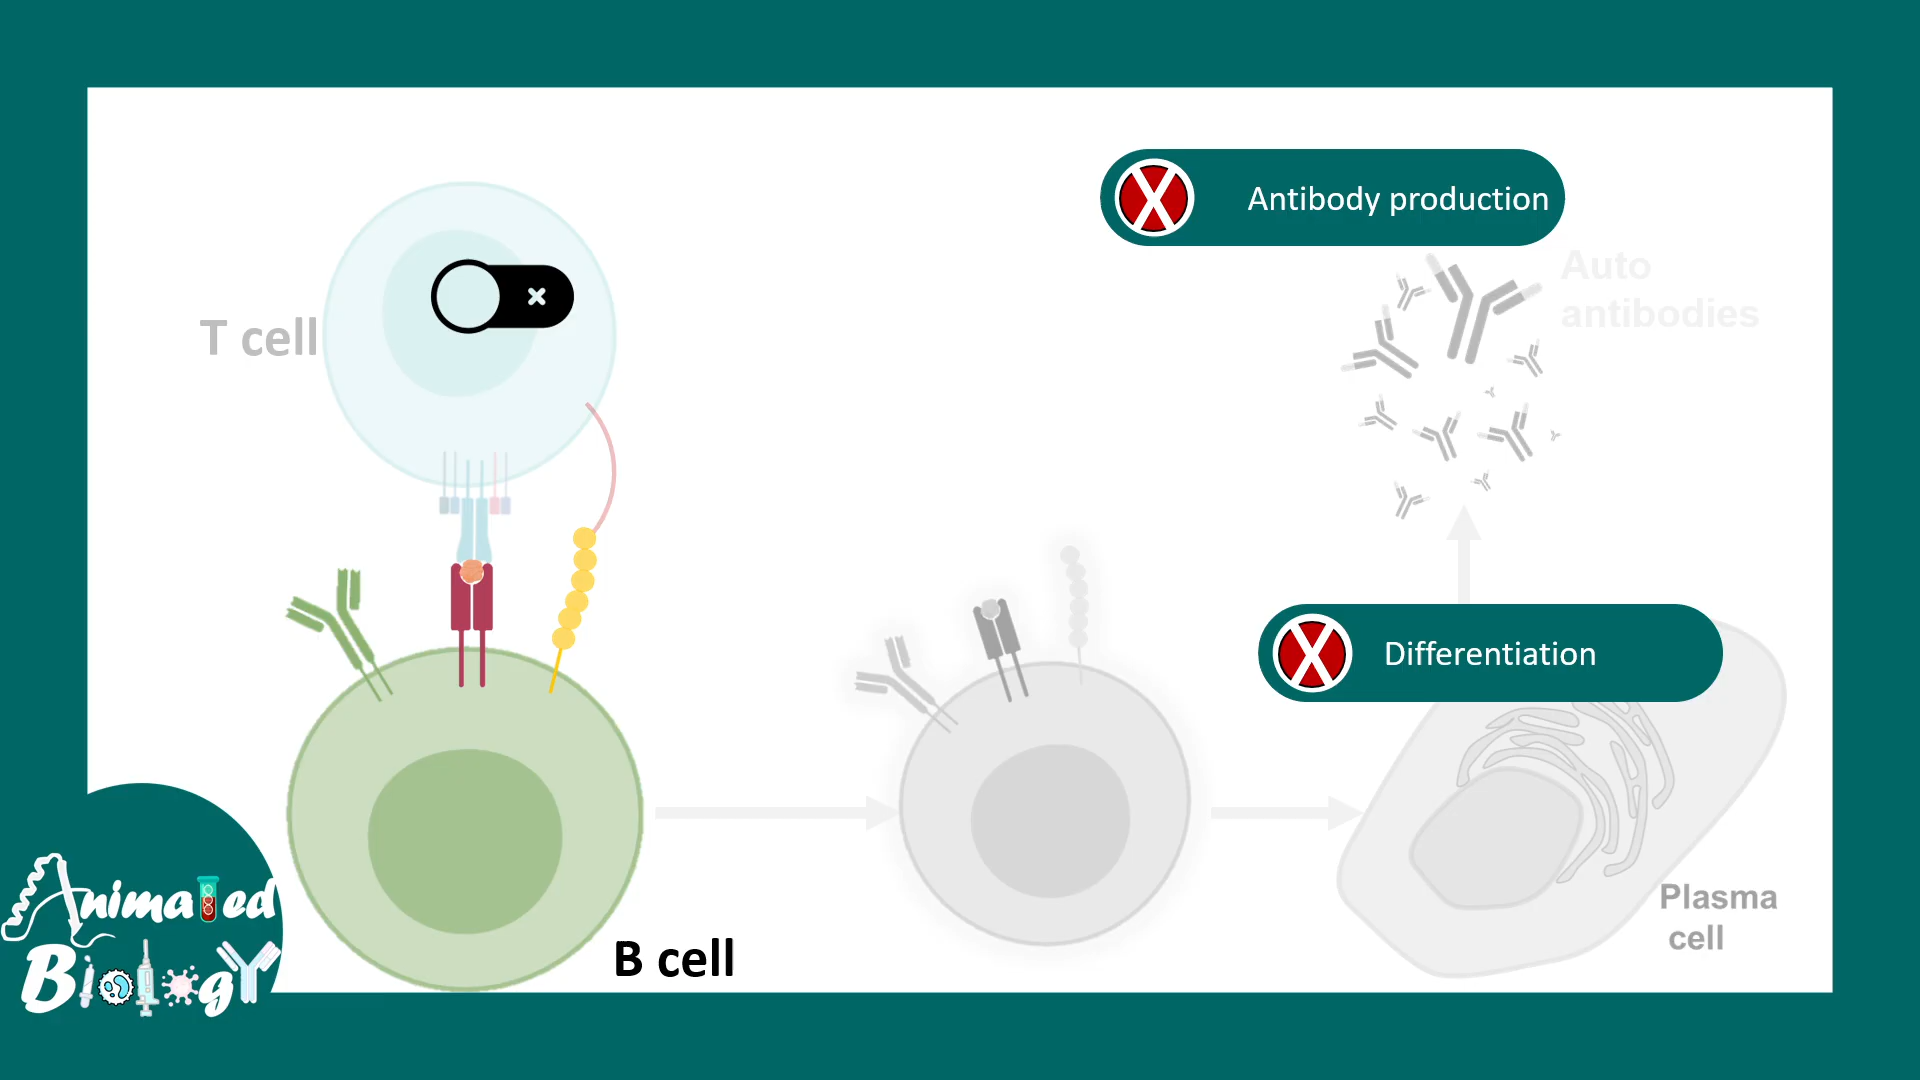 Antibody production
Auto
antibodies
T cell
Differentiation
Plasma
cell
B cell
Animated
Biology